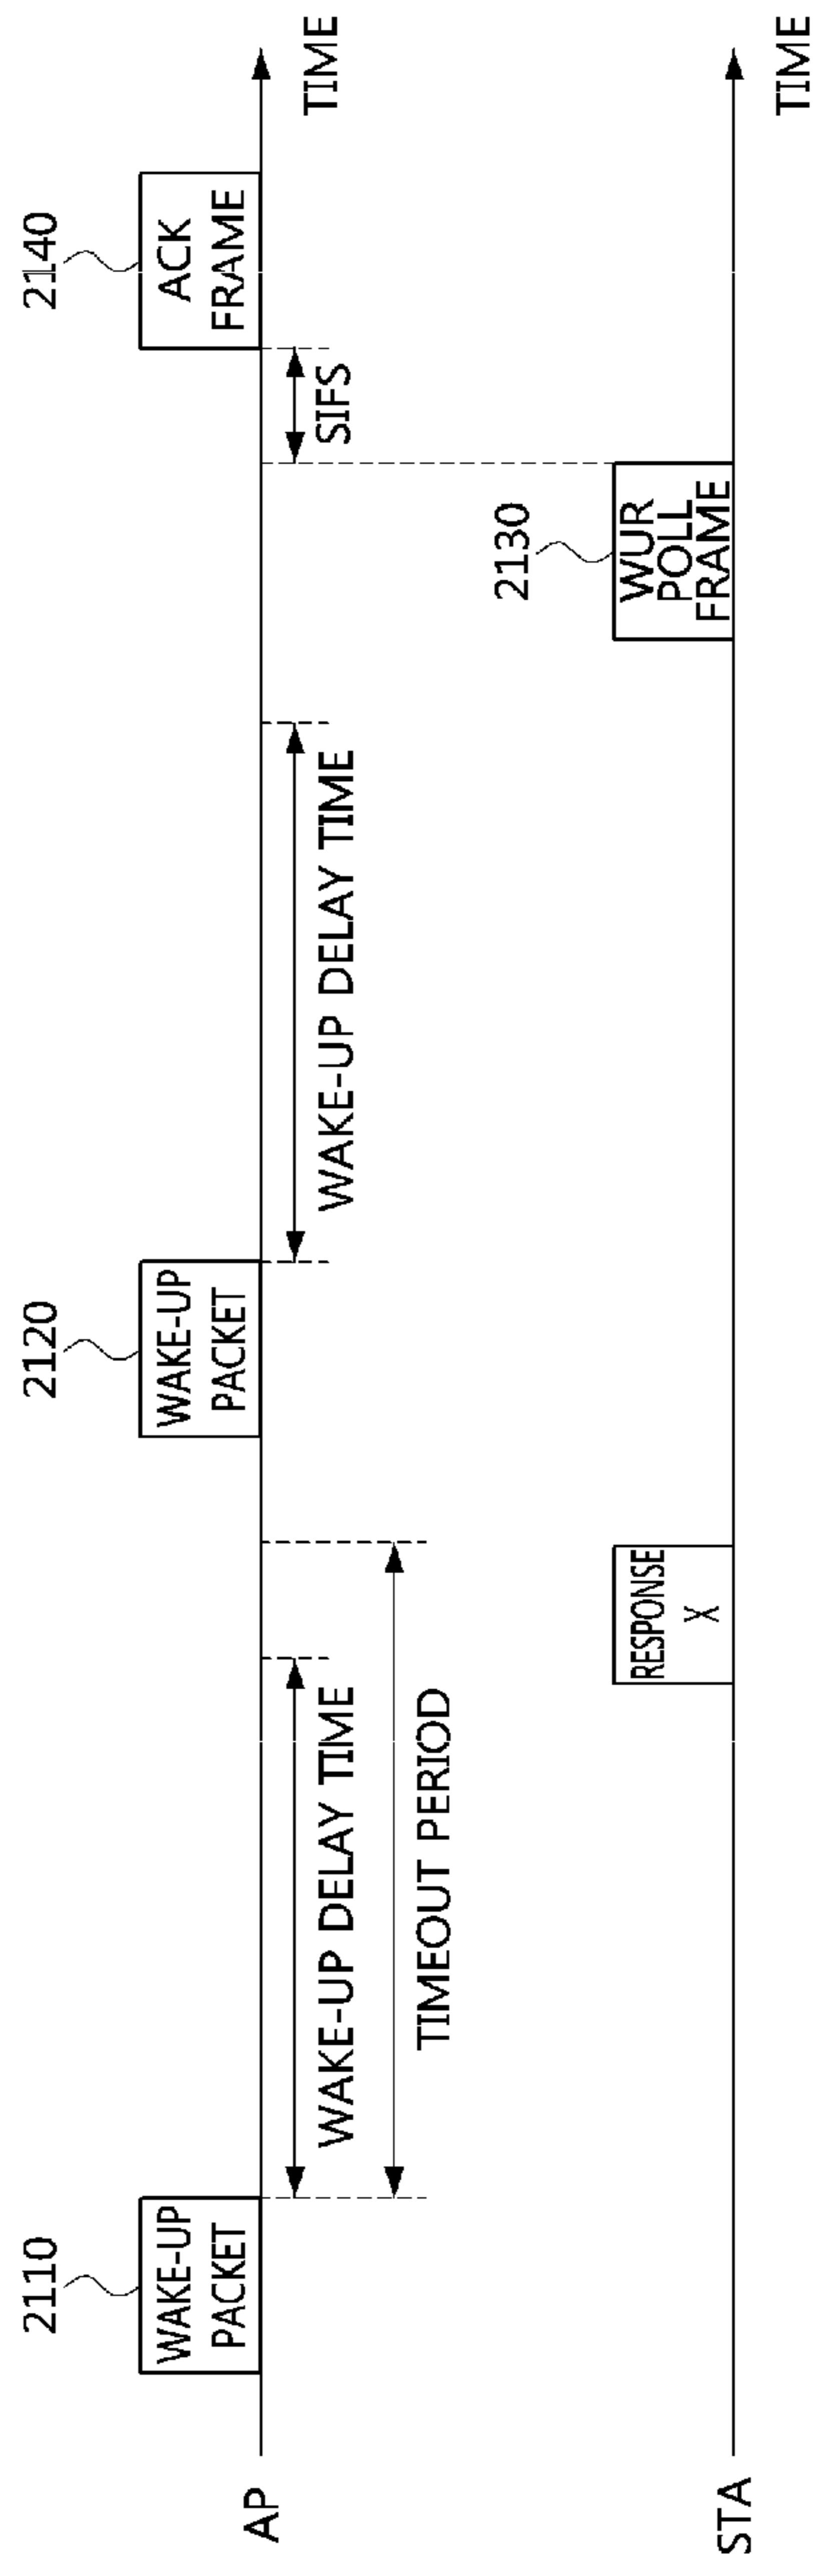 2110
WAKE-UP
PACKET
2120
WAKE-UP
PACKET
2140
ACK
FRAME
AP
WAKE-UP DELAY TIME
WAKE-UP DELAY TIME
SIFS
TIME
TIMEOUT PERIOD
2130
RESPONSE
X
WUR
POLL
FRAME
STA
TIME